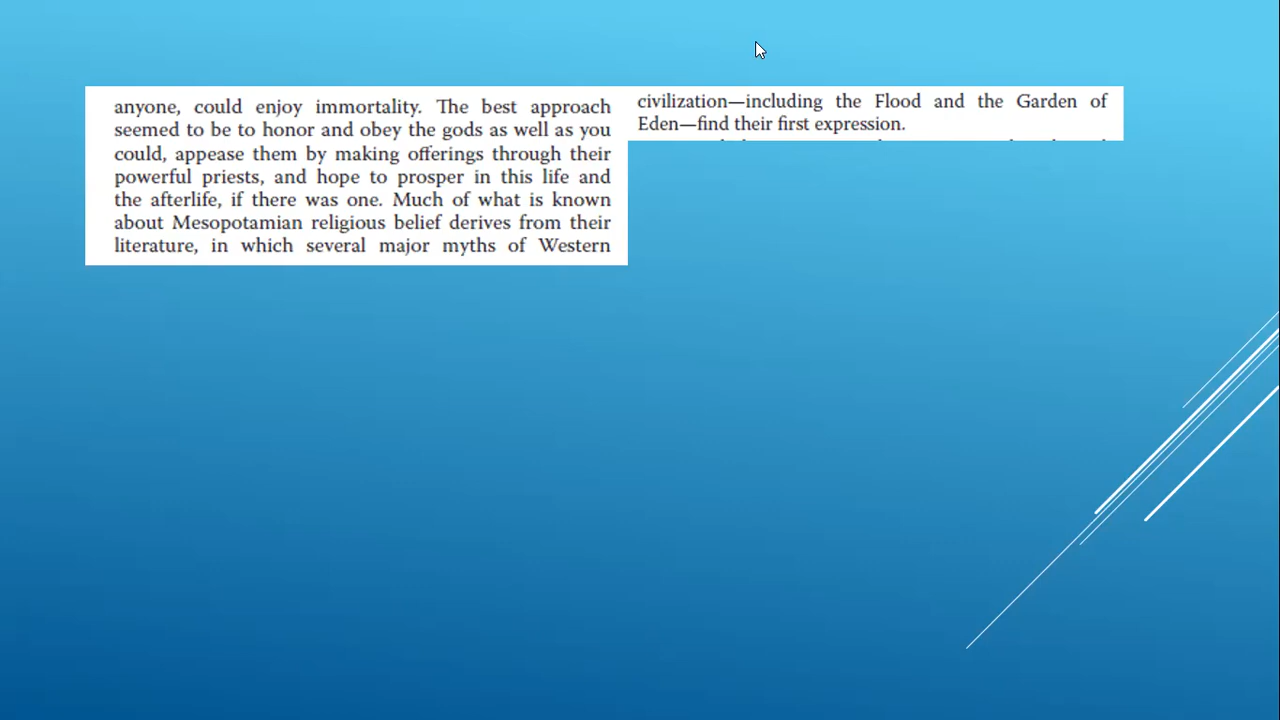 anyone, could enjoy immortality. The best approach
seemed to be to honor and obey the gods as well as you
could, appease them by making offerings through their
powerful priests, and hope to prosper in this life and
the afterlife, if there was one. Much of what is known
about Mesopotamian religious belief derives from their
literature, in which several major myths of Western
civilization—including the Flood and the Garden of
Eden—find their first expression.